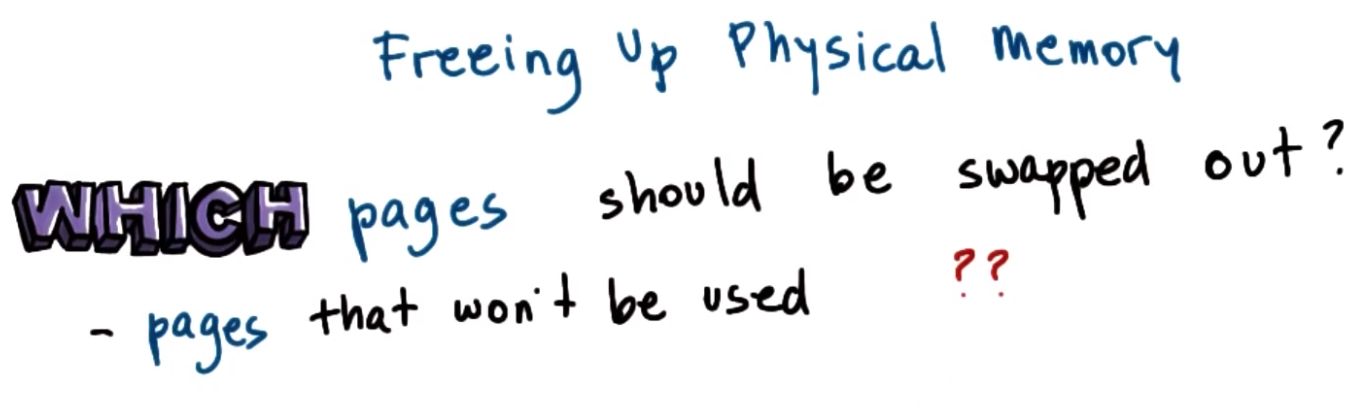 Freeing Up Physical Memory
WHICH pages should be swapped out?
- pages that won't be used ??